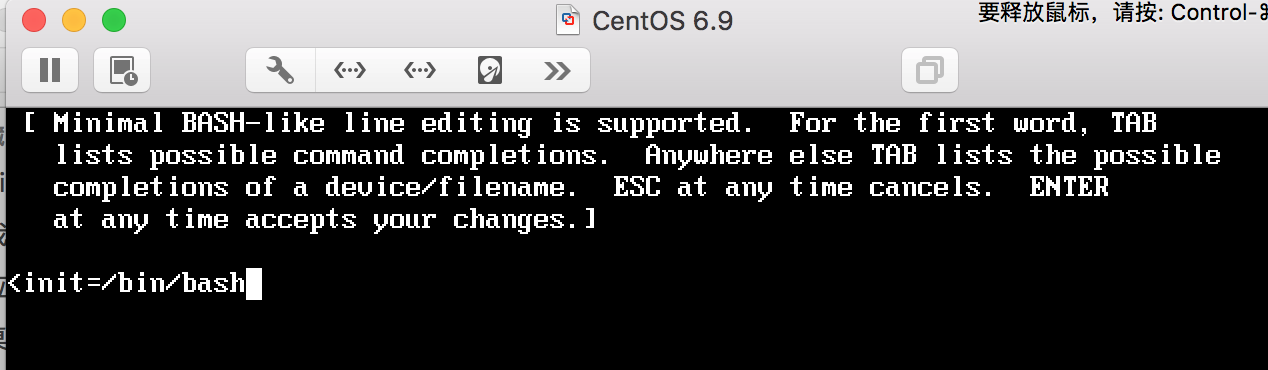 CentOS 6.9
要释放鼠标，请按: Control-⌘
[ Minimal BASH-like line editing is supported.  For the first word, TAB
lists possible command completions.  Anywhere else TAB lists the possible
completions of a device/filename.  ESC at any time cancels.  ENTER
at any time accepts your changes.]
<init=/bin/bash